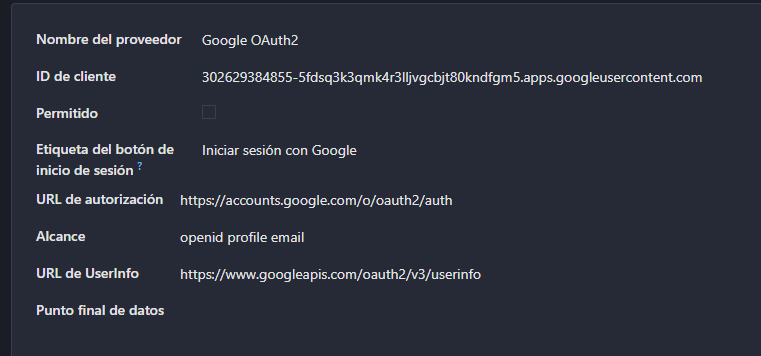 Nombre del proveedor Google OAuth2
ID de cliente 302629384855-5fdsq3k3qmk4r3lljvgcbjt80kndfgm5.apps.googleusercontent.com
Permitido
Etiqueta del botón de Iniciar sesión con Google
inicio de sesión ?
URL de autorización https://accounts.google.com/o/oauth2/auth
Alcance openid profile email
URL de UserInfo https://www.googleapis.com/oauth2/v3/userinfo
Punto final de datos